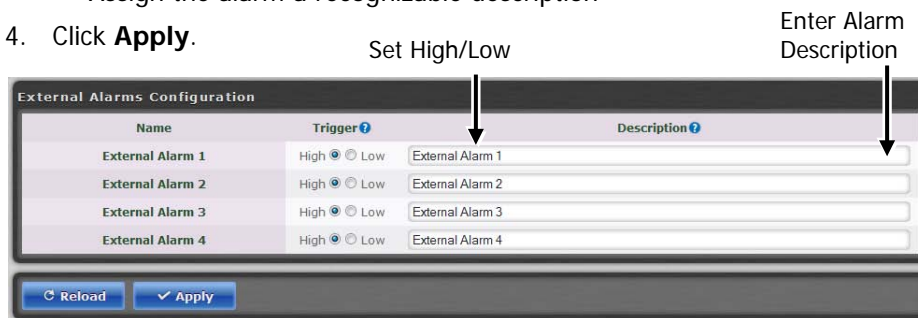 Assign the alarm a recognizable description
4. Click Apply.
Set High/Low
Enter Alarm
Description
External Alarms Configuration
Name Trigger Description
External Alarm 1 High Low External Alarm 1
External Alarm 2 High Low External Alarm 2
External Alarm 3 High Low External Alarm 3
External Alarm 4 High Low External Alarm 4
Reload Apply